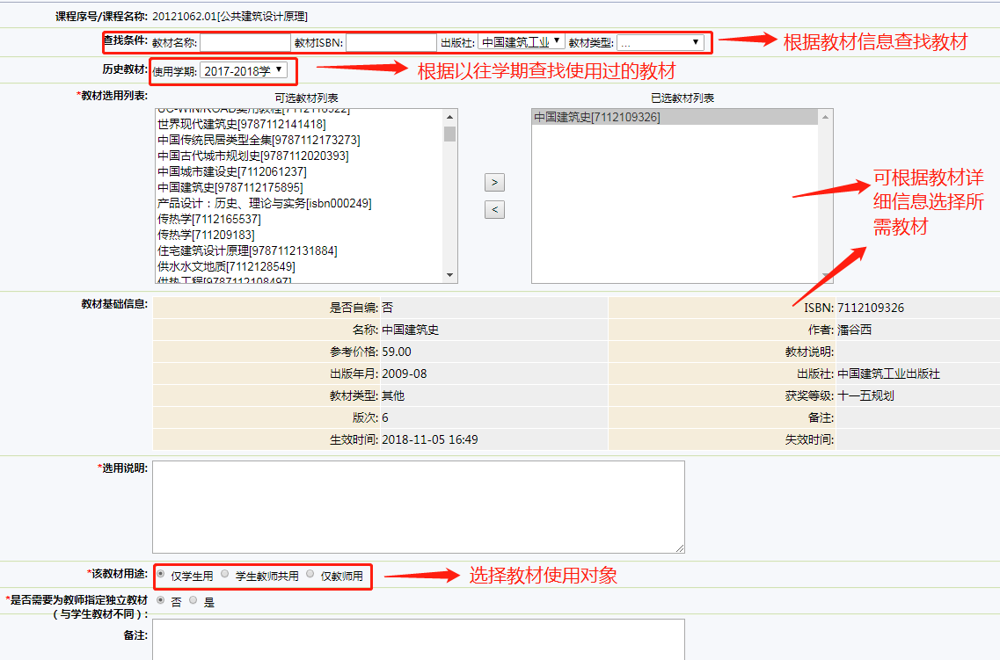 课程序号/课程名称: 20121062.01[公共建筑设计原理]
查找条件: 教材名称: 教材ISBN: 出版社: 中国建筑工业 教材类型: ...
根据教材信息查找教材
历史教材: 使用学期: 2017-2018学
根据以往学期查找使用过的教材
*教材选用列表:
可选教材列表
已选教材列表
UC-WIN/ROAD实用教程[7112116522]
世界现代建筑史[9787112141418]
中国传统民居类型全集[9787112173273]
中国古代城市规划史[9787112020393]
中国城市建设史[7112061237]
中国建筑史[9787112175895]
产品设计：历史、理论与实务[isbn000249]
传热学[7112165537]
传热学[711209183]
住宅建筑设计原理[9787112131884]
供水水文地质[7112128549]
供热工程[9787112108497]
>
<
中国建筑史[7112109326]
可根据教材详
细信息选择所
需教材
教材基础信息:
是否自编: 否 ISBN: 7112109326
名称: 中国建筑史 作者: 潘谷西
参考价格: 59.00 教材说明:
出版年月: 2009-08 出版社: 中国建筑工业出版社
教材类型: 其他 获奖等级: 十一五规划
版次: 6 备注:
生效时间: 2018-11-05 16:49 失效时间:
*选用说明:
*该教材用途: 仅学生用 学生教师共用 仅教师用
选择教材使用对象
*是否需要为教师指定独立教材
（与学生教材不同）:
否 是
备注: